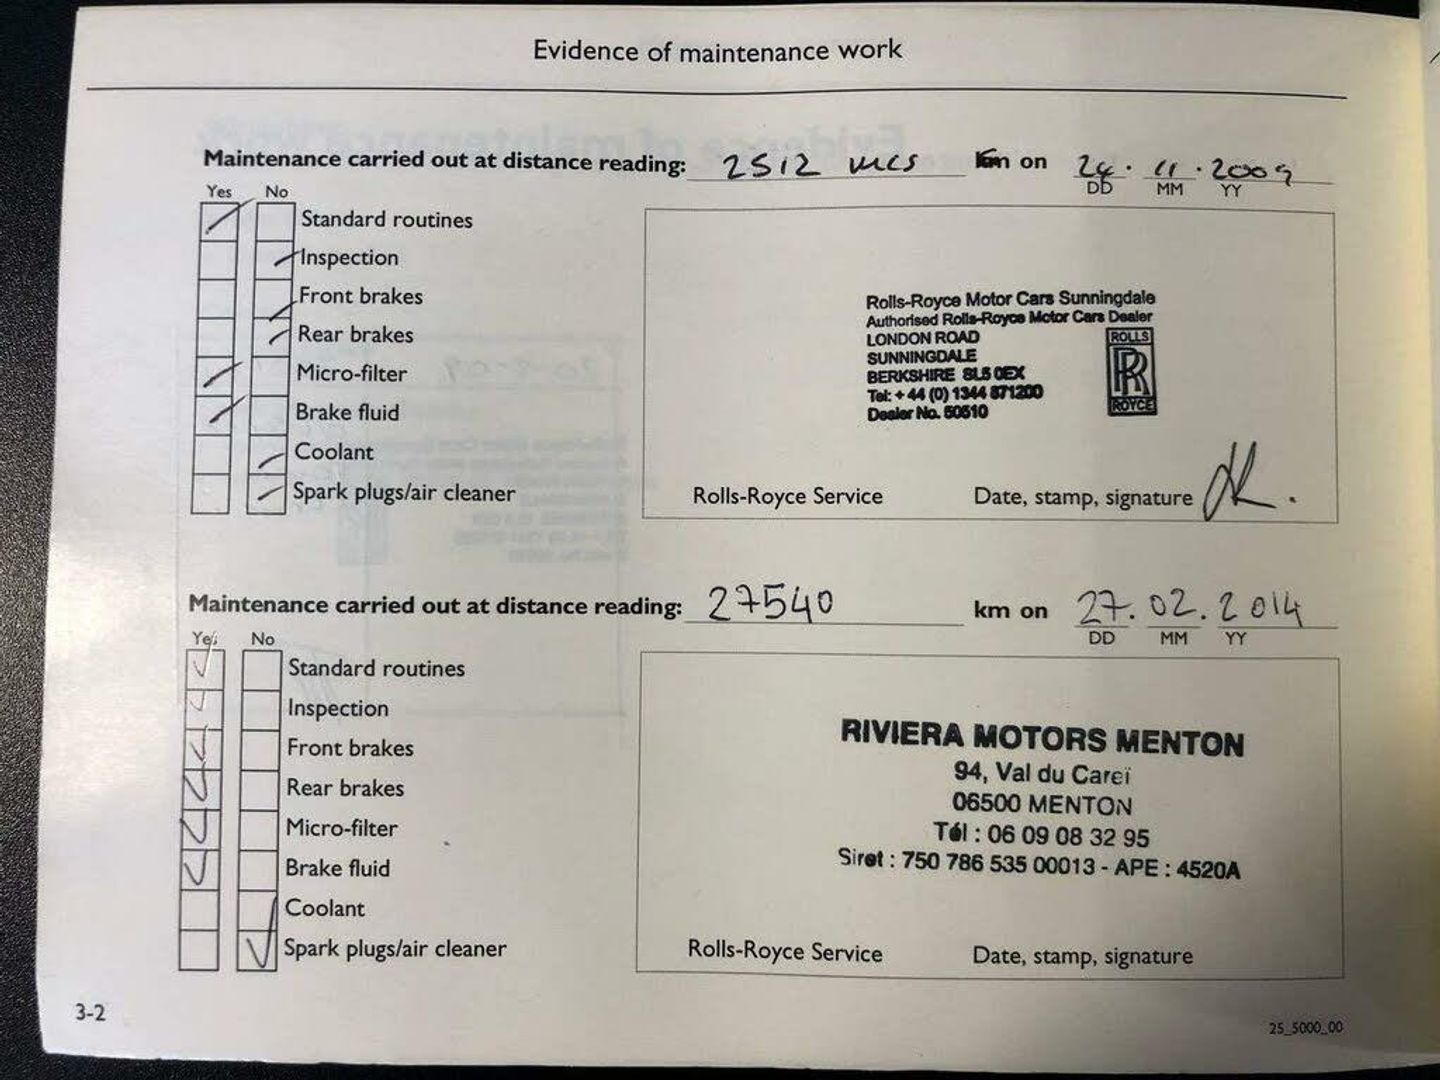 Evidence of maintenance work
Maintenance carried out at distance reading: 2512 mls km on 24. 11. 2009
DD MM YY
Yes No
Standard routines
Inspection
Front brakes
Rear brakes
Micro-filter
Brake fluid
Coolant
Spark plugs/air cleaner
Rolls-Royce Motor Cars Sunningdale
Authorised Rolls-Royce Motor Cars Dealer
LONDON ROAD
SUNNINGDALE
BERKSHIRE SL5 0EX
Tel: + 44 (0) 1344 871200
Dealer No. 50610
ROLLS
RR
ROYCE
Rolls-Royce Service Date, stamp, signature
Maintenance carried out at distance reading: 27540 km on 27. 02. 2014
DD MM YY
Yes No
Standard routines
Inspection
Front brakes
Rear brakes
Micro-filter
Brake fluid
Coolant
Spark plugs/air cleaner
RIVIERA MOTORS MENTON
94, Val du Careï
06500 MENTON
Tél : 06 09 08 32 95
Siret : 750 786 535 00013 - APE : 4520A
Rolls-Royce Service Date, stamp, signature
3-2
25_5000_00